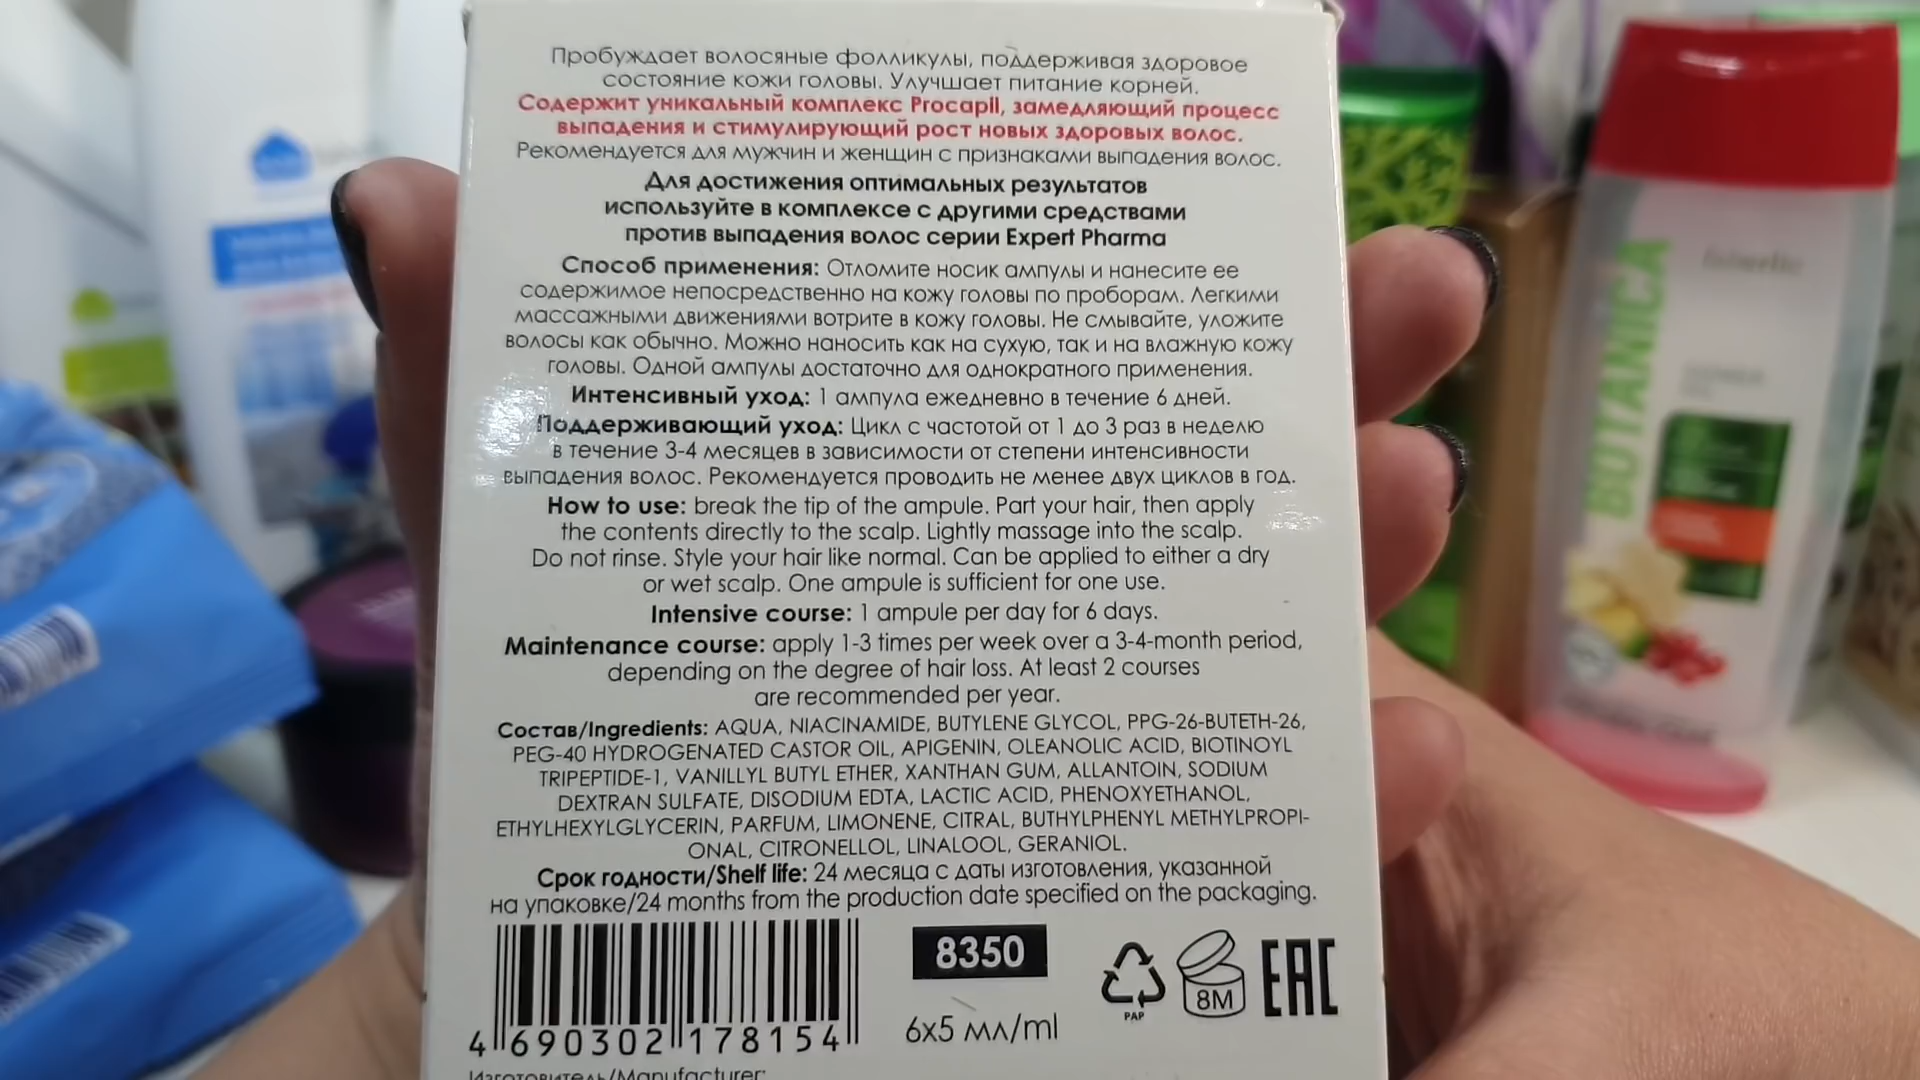 Пробуждает волосяные фолликулы, поддерживая здоровое
состояние кожи головы. Улучшает питание корней.
Содержит уникальный комплекс Procapil, замедляющий процесс
выпадения и стимулирующий рост новых здоровых волос.
Рекомендуется для мужчин и женщин с признаками выпадения волос.
Для достижения оптимальных результатов
используйте в комплексе с другими средствами
против выпадения волос серии Expert Pharma
Способ применения: Отломите носик ампулы и нанесите ее
содержимое непосредственно на кожу головы по проборам. Легкими
массажными движениями вотрите в кожу головы. Не смывайте, уложите
волосы как обычно. Можно наносить как на сухую, так и на влажную кожу
головы. Одной ампулы достаточно для однократного применения.
Интенсивный уход: 1 ампула ежедневно в течение 6 дней.
Поддерживающий уход: Цикл с частотой от 1 до 3 раз в неделю
в течение 3-4 месяцев в зависимости от степени интенсивности
выпадения волос. Рекомендуется проводить не менее двух циклов в год.
How to use: break the tip of the ampule. Part your hair, then apply
the contents directly to the scalp. Lightly massage into the scalp.
Do not rinse. Style your hair like normal. Can be applied to either a dry
or wet scalp. One ampule is sufficient for one use.
Intensive course: 1 ampule per day for 6 days.
Maintenance course: apply 1-3 times per week over a 3-4-month period,
depending on the degree of hair loss. At least 2 courses
are recommended per year.
Состав/Ingredients: AQUA, NIACINAMIDE, BUTYLENE GLYCOL, PPG-26-BUTETH-26,
PEG-40 HYDROGENATED CASTOR OIL, APIGENIN, OLEANOLIC ACID, BIOTINOYL
TRIPEPTIDE-1, VANILLYL BUTYL ETHER, XANTHAN GUM, ALLANTOIN, SODIUM
DEXTRAN SULFATE, DISODIUM EDTA, LACTIC ACID, PHENOXYETHANOL,
ETHYLHEXYLGLYCERIN, PARFUM, LIMONENE, CITRAL, BUTHYLPHENYL METHYLPROPI-
ONAL, CITRONELLOL, LINALOOL, GERANIOL.
Срок годности/Shelf life: 24 месяца с даты изготовления, указанной
на упаковке/24 months from the production date specified on the packaging.
8350
6x5 мл/ml
PAP
8M
EAC
4 690302 178154
Изготовитель/Manufacturer:
BOTANICA
faberlic